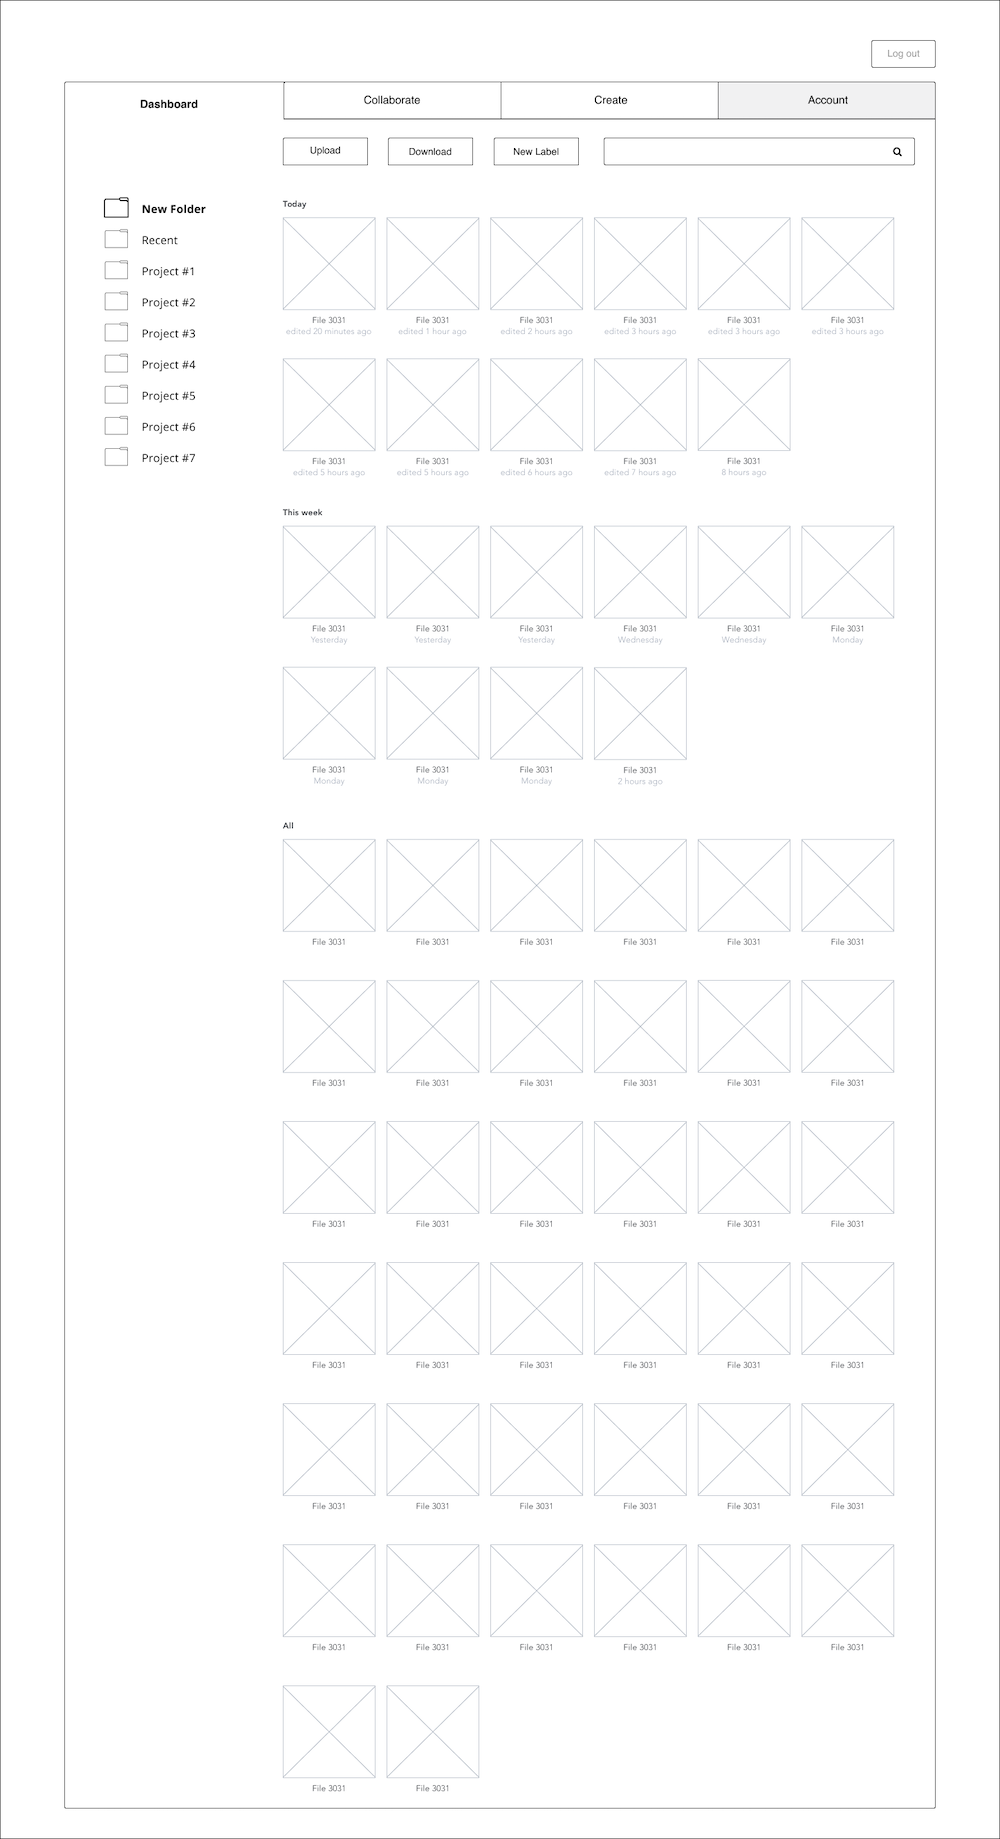 Log out
Dashboard
Collaborate
Create
Account
Upload
Download
New Label
New Folder
Recent
Project #1
Project #2
Project #3
Project #4
Project #5
Project #6
Project #7
Today
File 3031 File 3031 File 3031 File 3031 File 3031 File 3031
edited 20 minutes ago edited 1 hour ago edited 2 hours ago edited 3 hours ago edited 3 hours ago edited 3 hours ago
File 3031 File 3031 File 3031 File 3031 File 3031
edited 5 hours ago edited 5 hours ago edited 6 hours ago edited 7 hours ago 8 hours ago
This week
File 3031 File 3031 File 3031 File 3031 File 3031 File 3031
Yesterday Yesterday Yesterday Wednesday Wednesday Monday
File 3031 File 3031 File 3031 File 3031
Monday Monday Monday 2 hours ago
All
File 3031 File 3031 File 3031 File 3031 File 3031 File 3031
File 3031 File 3031 File 3031 File 3031 File 3031 File 3031
File 3031 File 3031 File 3031 File 3031 File 3031 File 3031
File 3031 File 3031 File 3031 File 3031 File 3031 File 3031
File 3031 File 3031 File 3031 File 3031 File 3031 File 3031
File 3031 File 3031 File 3031 File 3031 File 3031 File 3031
File 3031 File 3031